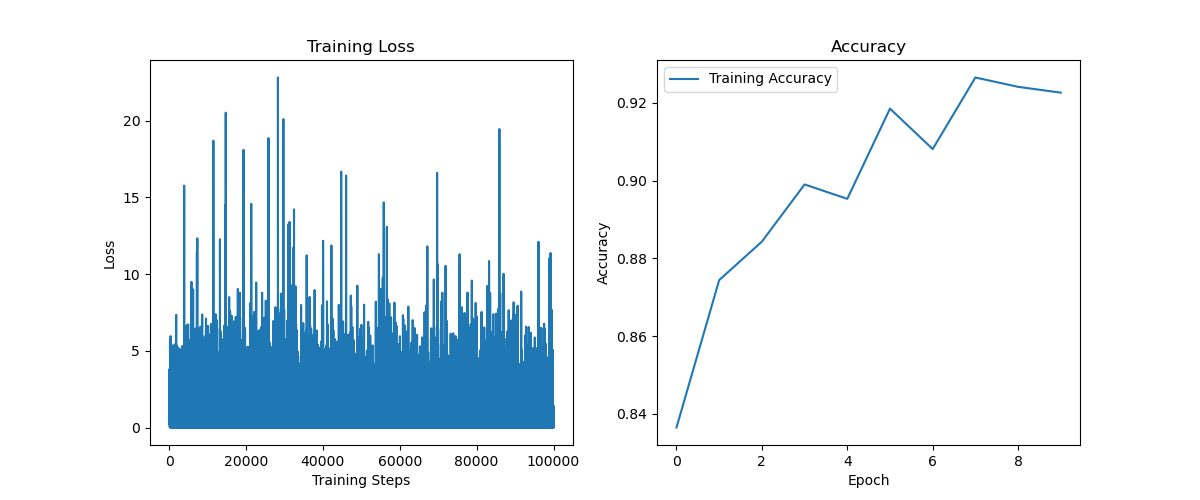 Training Loss
Loss
20
15
10
5
0
0 20000 40000 60000 80000 100000
Training Steps
Accuracy
Training Accuracy
Accuracy
0.92
0.90
0.88
0.86
0.84
0 2 4 6 8
Epoch